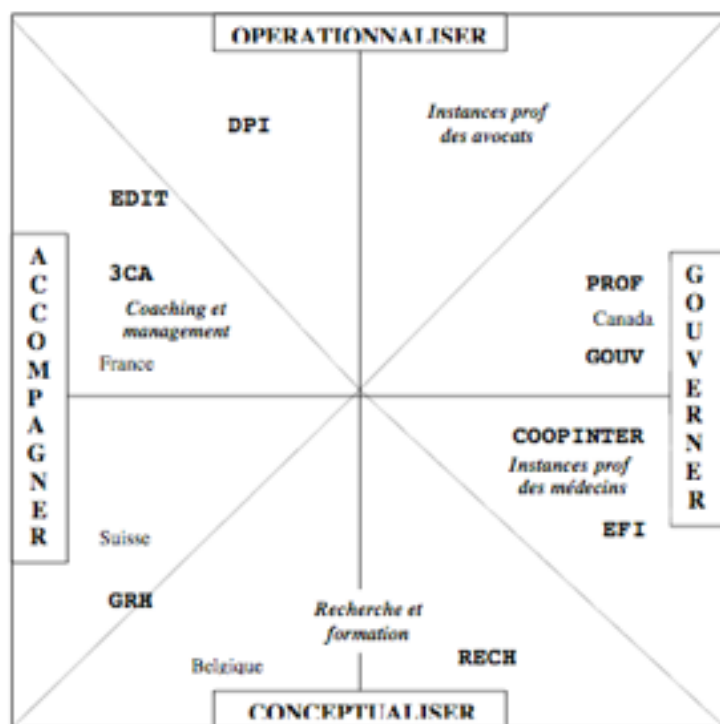 OPERATIONNALISER
DPI
Instances prof
des avocats
EDIT
ACCOMPAGNER
3CA
Coaching et
management
France
PROF
Canada
GOUV
GOUVERNER
COOPINTER
Instances prof
des médecins
EFI
Suisse
GRH
Recherche et
formation
Belgique
RECH
CONCEPTUALISER